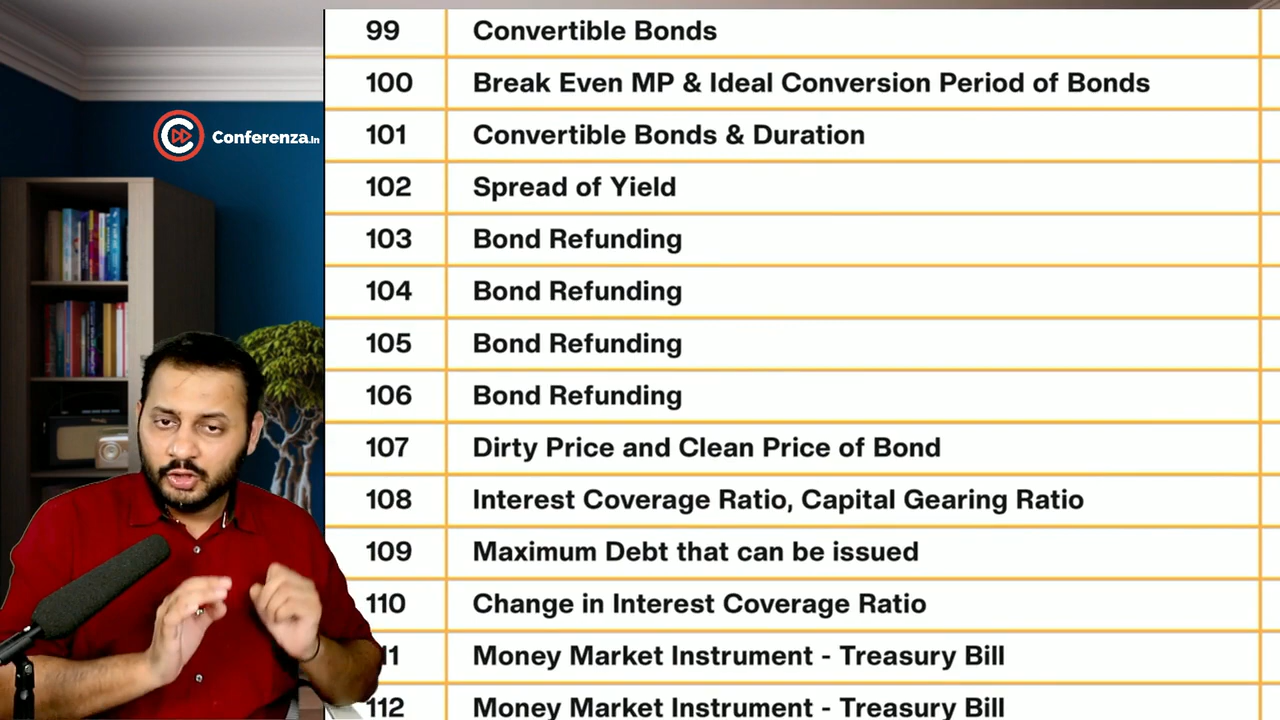 Conferenza.in
99 Convertible Bonds
100 Break Even MP & Ideal Conversion Period of Bonds
101 Convertible Bonds & Duration
102 Spread of Yield
103 Bond Refunding
104 Bond Refunding
105 Bond Refunding
106 Bond Refunding
107 Dirty Price and Clean Price of Bond
108 Interest Coverage Ratio, Capital Gearing Ratio
109 Maximum Debt that can be issued
110 Change in Interest Coverage Ratio
11 Money Market Instrument - Treasury Bill
112 Money Market Instrument - Treasury Bill